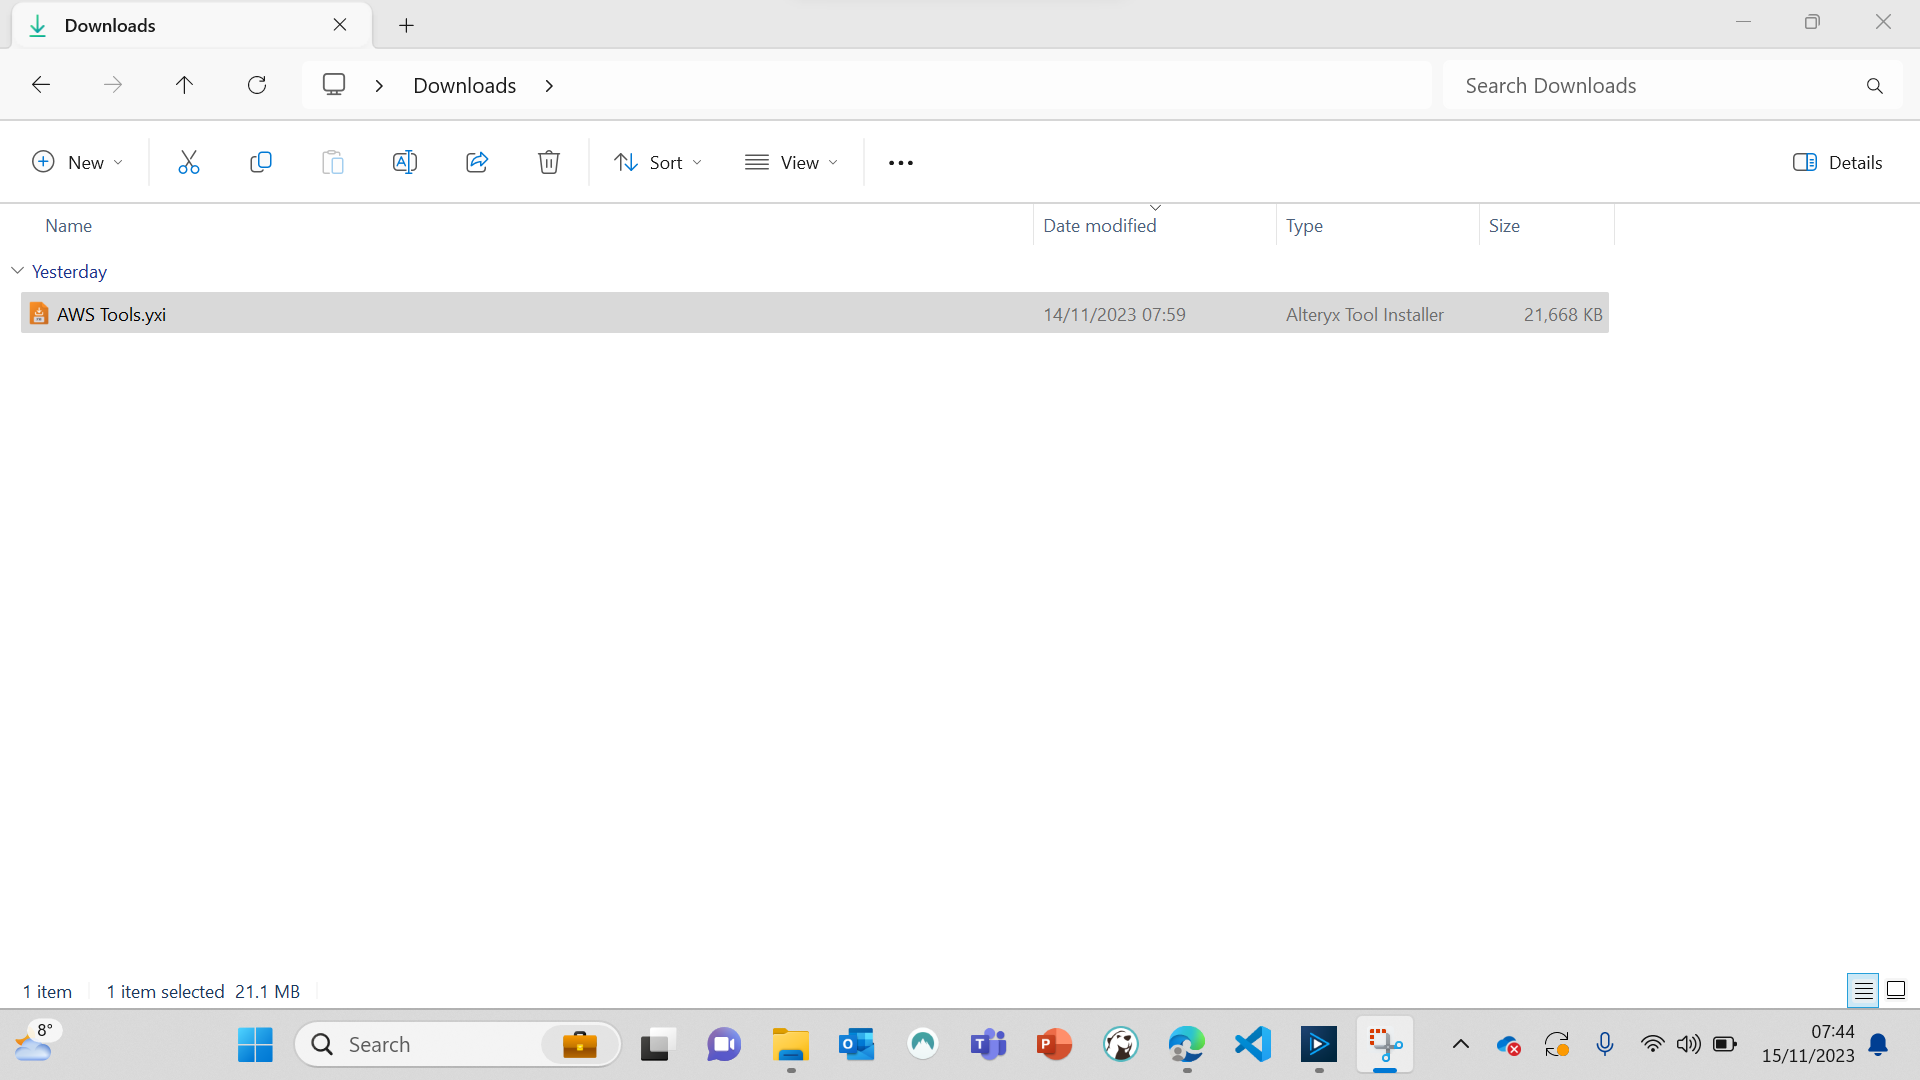 Downloads
Downloads
Search Downloads
New
Sort
View
Details
Name
Date modified
Type
Size
Yesterday
AWS Tools.yxi
14/11/2023 07:59
Alteryx Tool Installer
21,668 KB
1 item
1 item selected 21.1 MB
8°
Search
07:44
15/11/2023